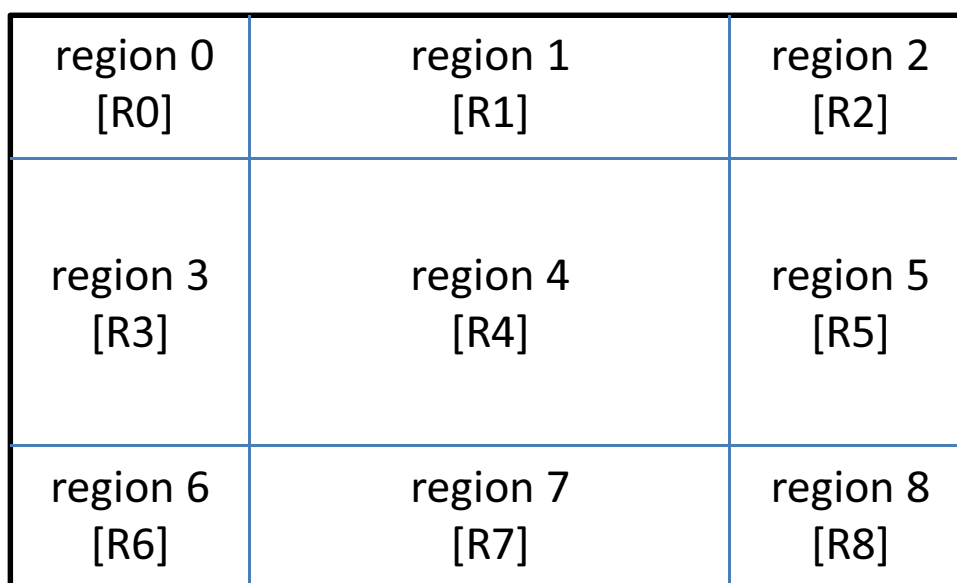 region 0
[R0]
region 1
[R1]
region 2
[R2]
region 3
[R3]
region 4
[R4]
region 5
[R5]
region 6
[R6]
region 7
[R7]
region 8
[R8]